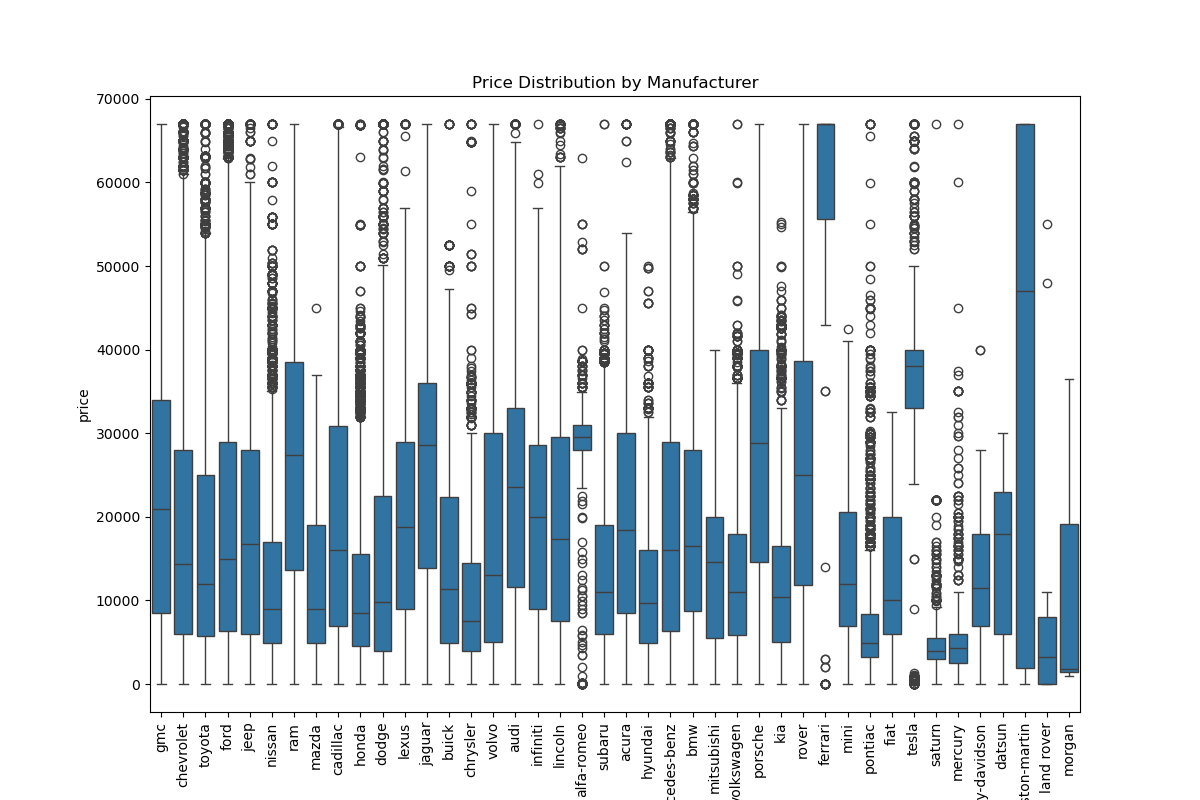 Price Distribution by Manufacturer
70000
60000
50000
40000
30000
20000
10000
0
price
gmc
chevrolet
toyota
ford
jeep
nissan
ram
mazda
cadillac
honda
dodge
lexus
jaguar
buick
chrysler
volvo
audi
infiniti
lincoln
alfa-romeo
subaru
acura
hyundai
cedes-benz
bmw
mitsubishi
volkswagen
porsche
kia
rover
ferrari
mini
pontiac
fiat
tesla
saturn
mercury
y-davidson
datsun
ston-martin
land rover
morgan